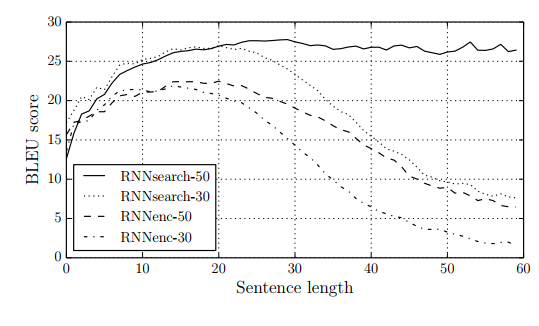 30
25
20
15
10
5
0
BLEU score
RNNsearch-50
RNNsearch-30
RNNenc-50
RNNenc-30
0 10 20 30 40 50 60
Sentence length